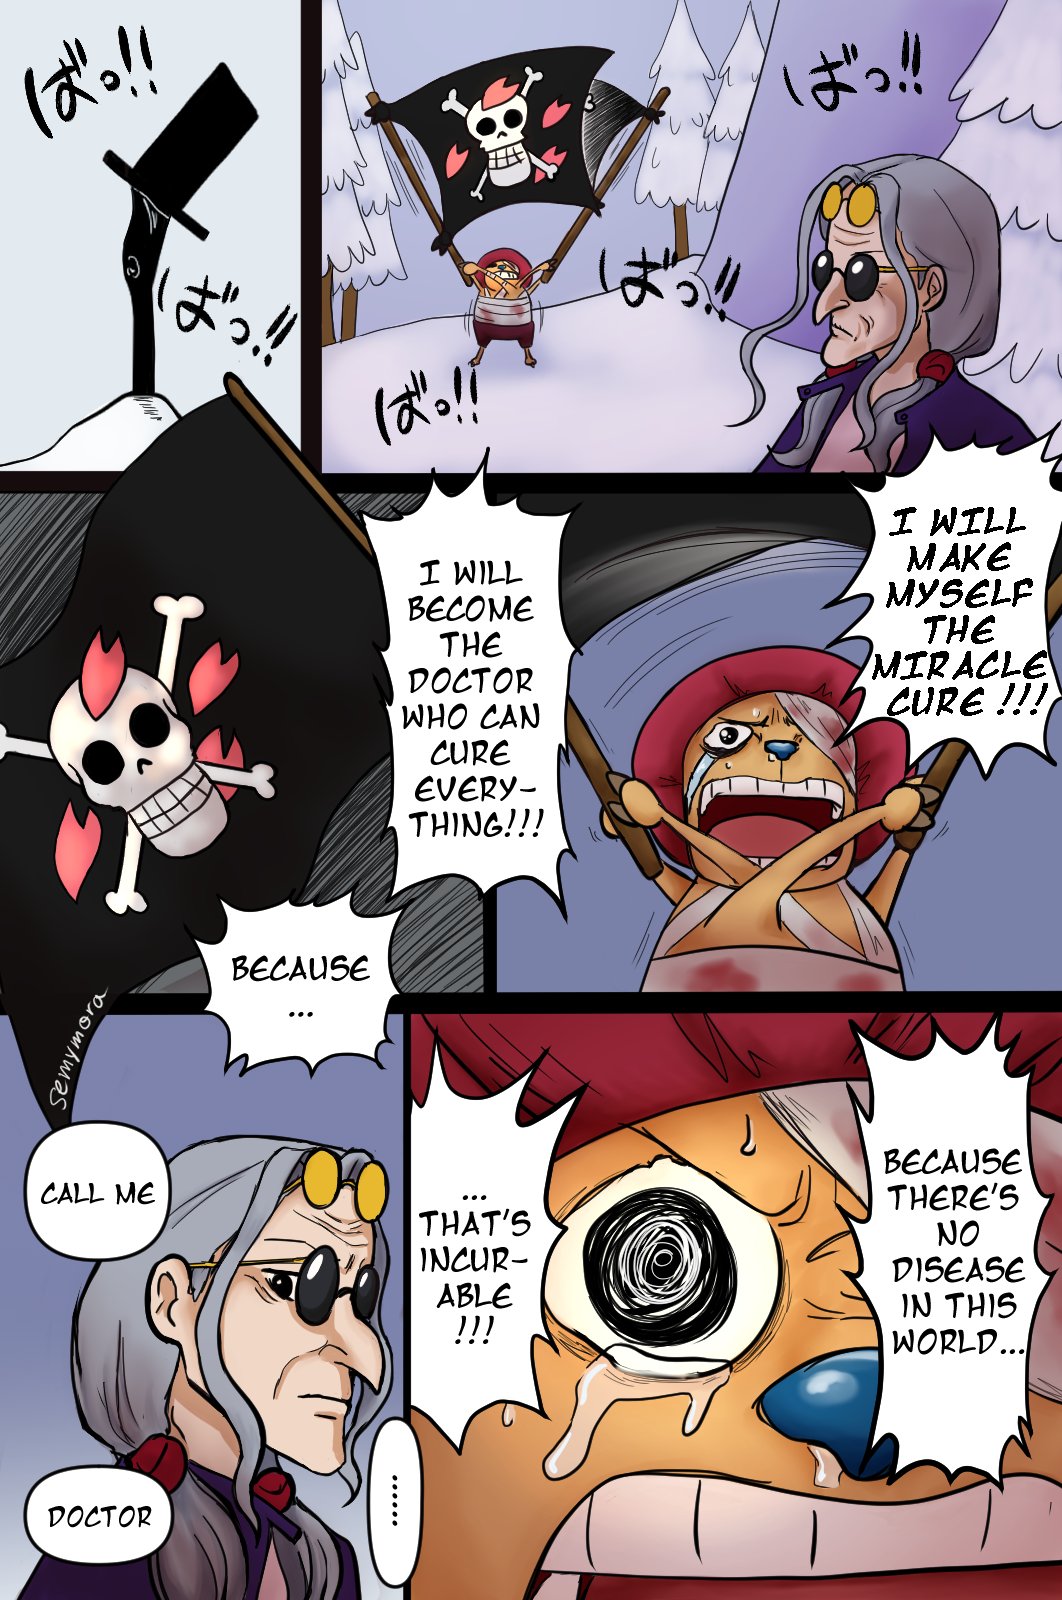 ばっ!!
ばっ!!
ばっ!!
ばっ!!
ばっ!!
I WILL
MAKE
MYSELF
THE
MIRACLE
CURE !!!
I WILL
BECOME
THE
DOCTOR
WHO CAN
CURE
EVERY-
THING!!!
BECAUSE
...
semymora
BECAUSE
THERE'S
NO
DISEASE
IN THIS
WORLD...
...
THAT'S
INCUR-
ABLE
!!!
CALL ME
......
DOCTOR